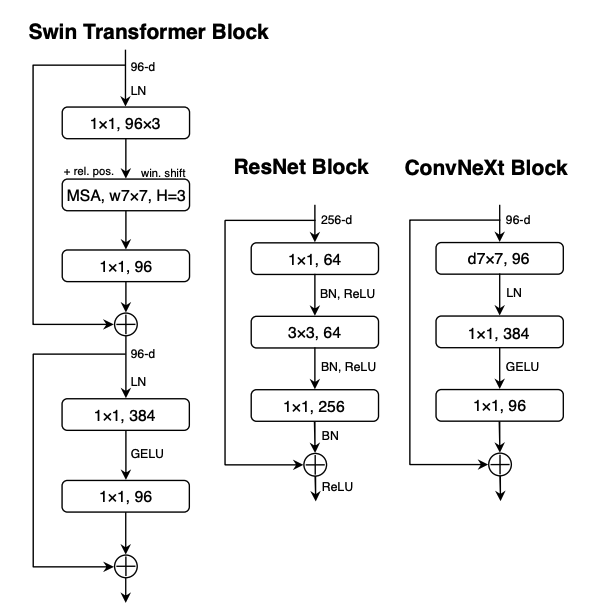 Swin Transformer Block
96-d
LN
1×1, 96×3
+ rel. pos. win. shift
MSA, w7×7, H=3
1×1, 96
96-d
LN
1×1, 384
GELU
1×1, 96
ResNet Block
256-d
1×1, 64
BN, ReLU
3×3, 64
BN, ReLU
1×1, 256
BN
ReLU
ConvNeXt Block
96-d
d7×7, 96
LN
1×1, 384
GELU
1×1, 96